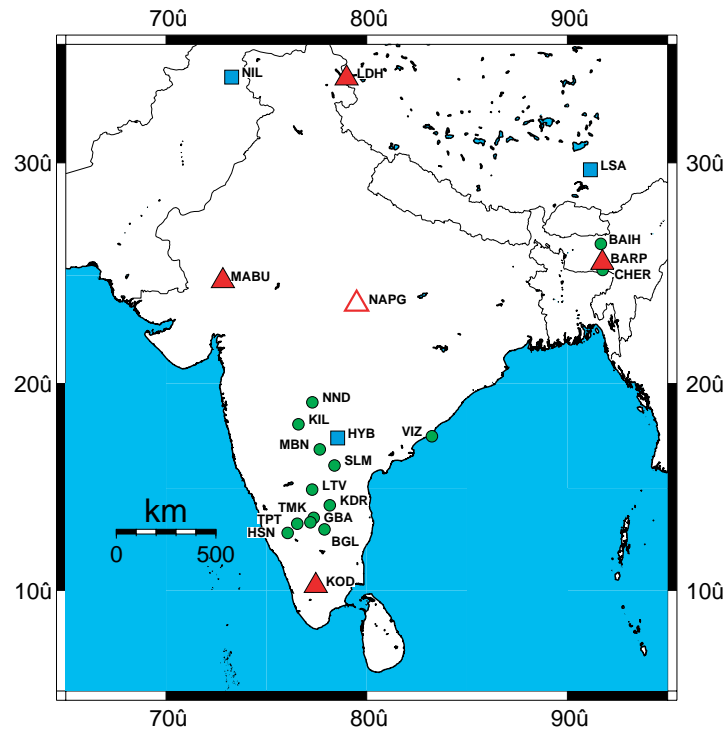 70û 80û 90û
NIL
LDH
30û 30û
LSA
BAIH
BARP
MABU
CHER
NAPG
20û 20û
NND
KIL
HYB
VIZ
MBN
SLM
LTV
KDR
TMK
GBA
TPT
km
HSN
BGL
0 500
KOD
10û 10û
70û 80û 90û